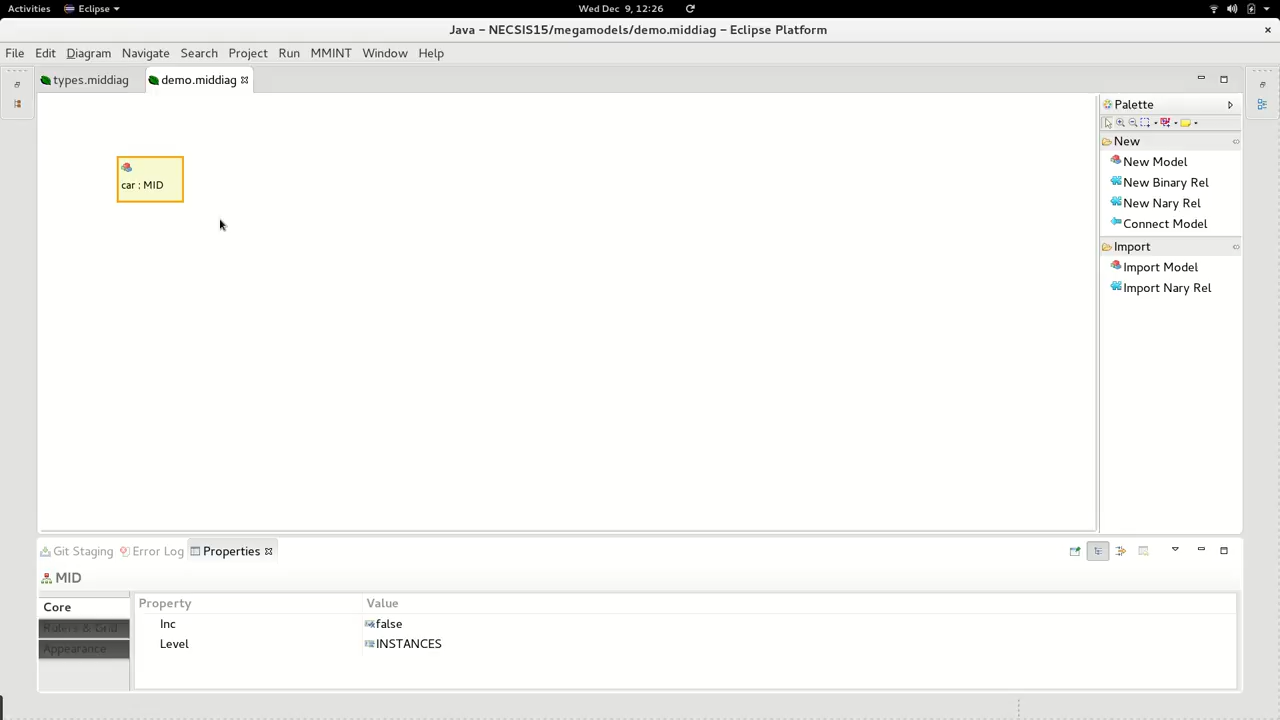 Activities Eclipse Wed Dec 9, 12:26
Java – NECSIS15/megamodels/demo.middiag – Eclipse Platform
File Edit Diagram Navigate Search Project Run MMINT Window Help
types.middiag demo.middiag
Palette
New
New Model
New Binary Rel
New Nary Rel
Connect Model
Import
Import Model
Import Nary Rel
car : MID
Git Staging Error Log Properties
MID
Core
Rulers & Grid
Appearance
Property Value
Inc false
Level INSTANCES